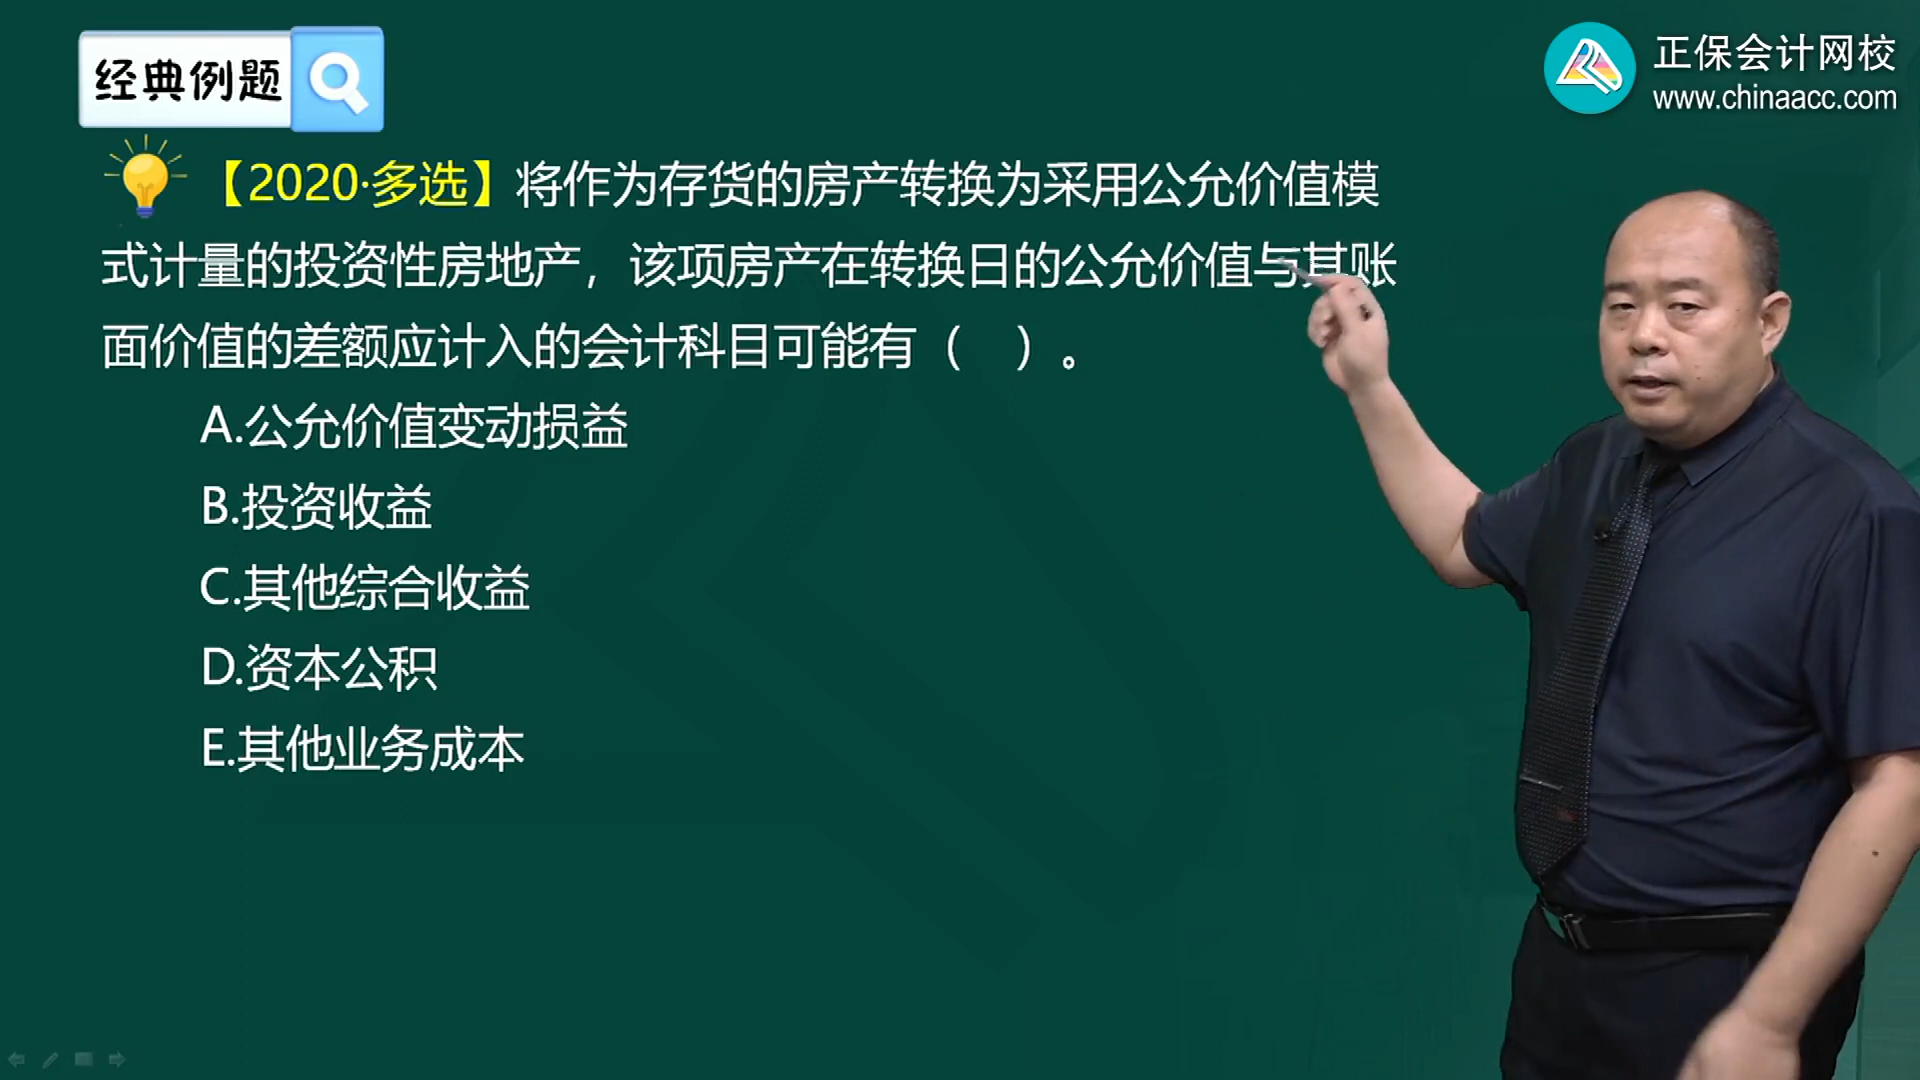 经典例题
正保会计网校
www.chinaacc.com
【2020·多选】将作为存货的房产转换为采用公允价值模
式计量的投资性房地产，该项房产在转换日的公允价值与其账
面价值的差额应计入的会计科目可能有（　）。
A.公允价值变动损益
B.投资收益
C.其他综合收益
D.资本公积
E.其他业务成本